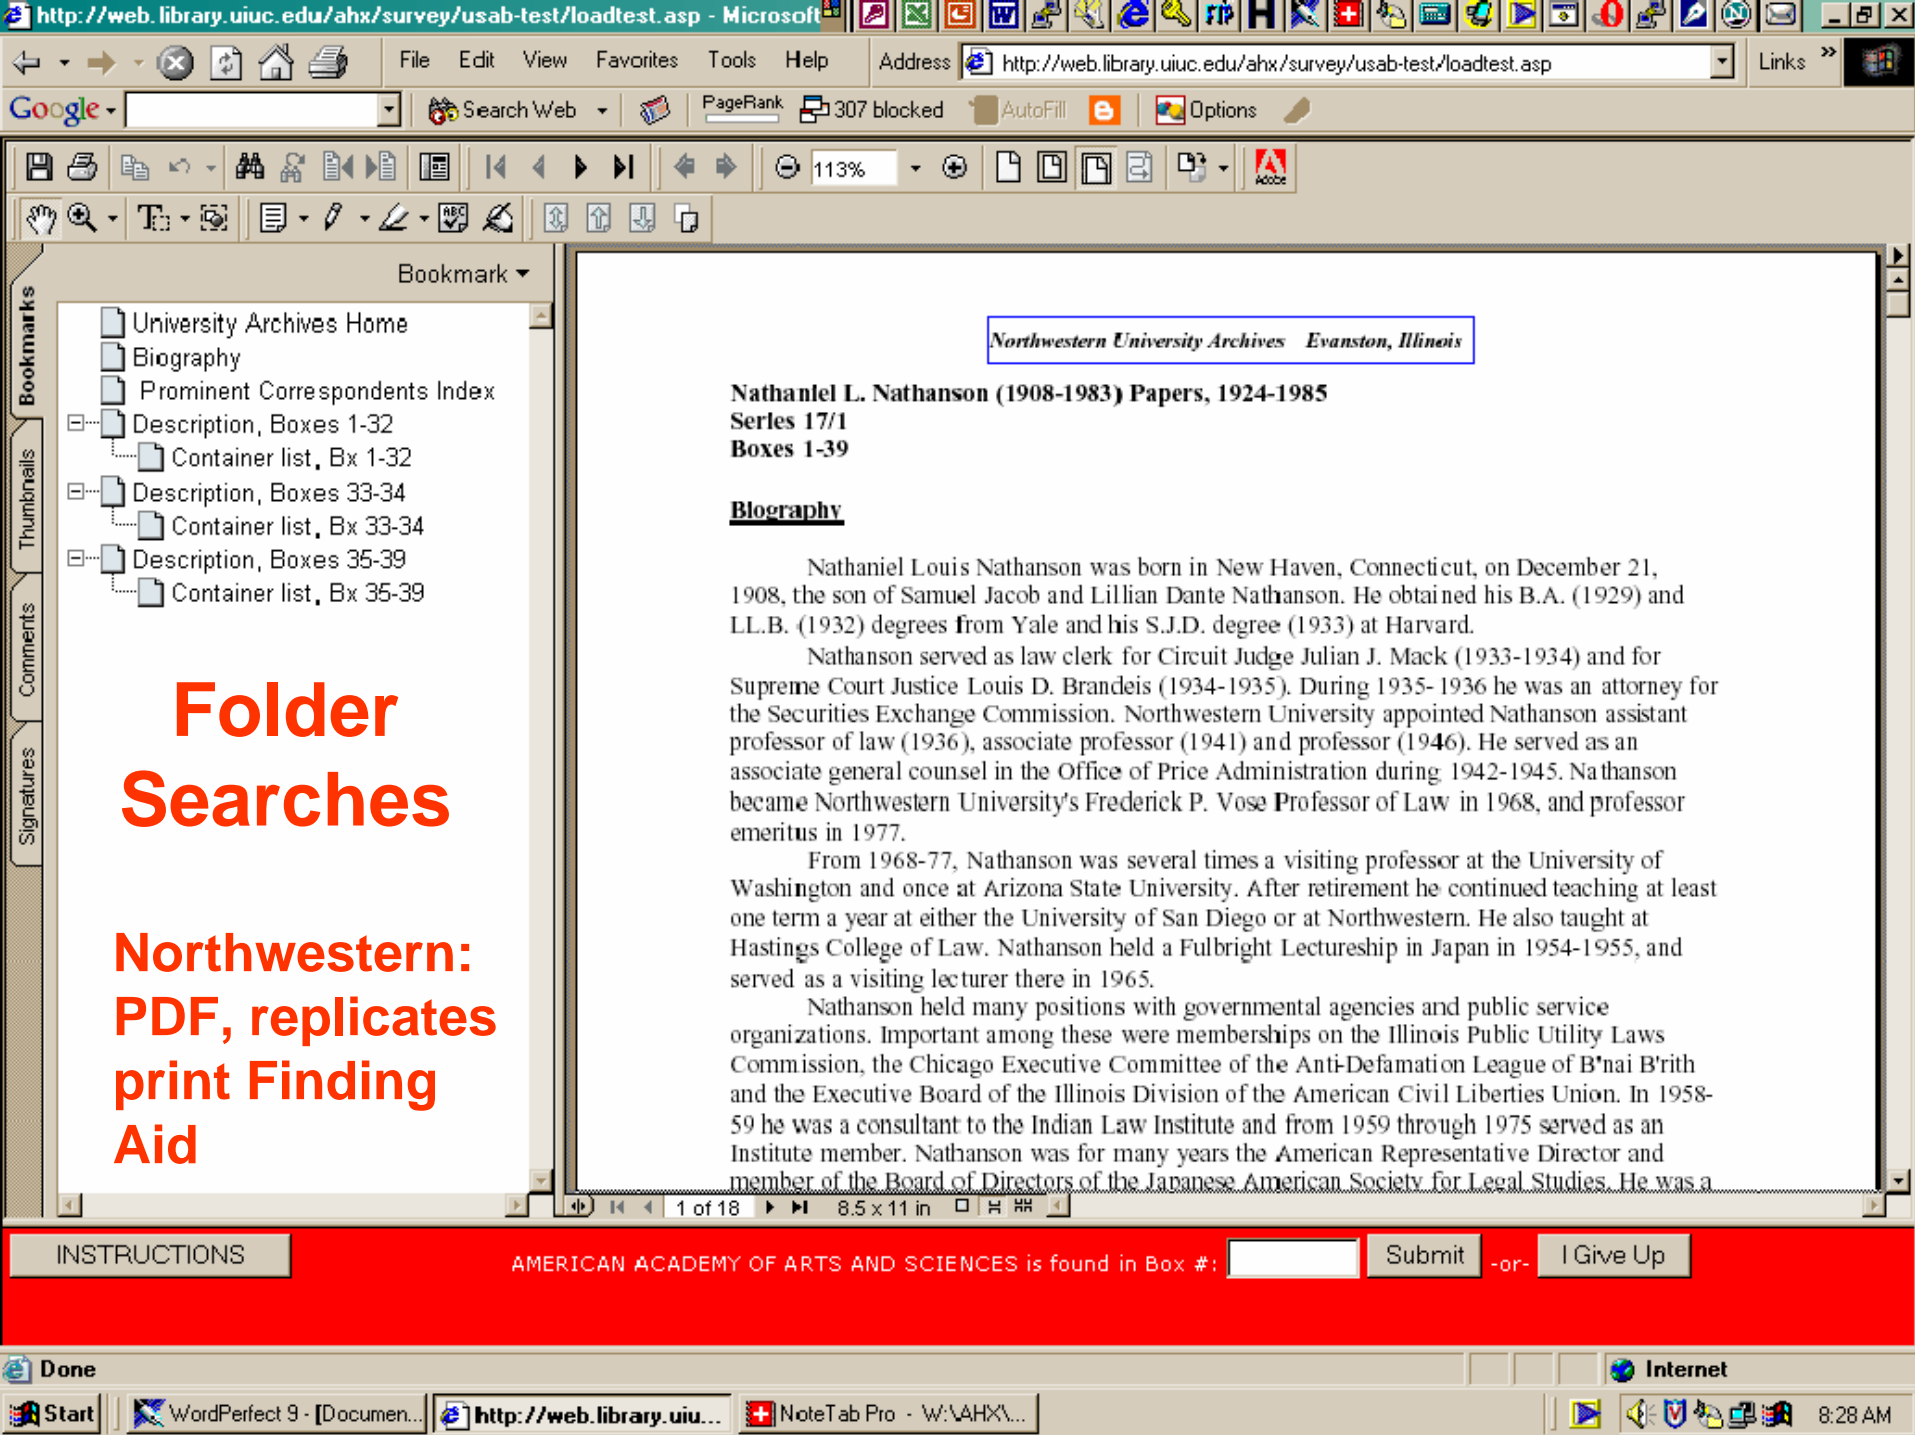 http://web.library.uiuc.edu/ahx/survey/usab-test/loadtest.asp - Microsoft
File Edit View Favorites Tools Help Address http://web.library.uiuc.edu/ahx/survey/usab-test/loadtest.asp Links »
Google Search Web PageRank 307 blocked AutoFill Options
113% Adobe
Bookmark
Bookmarks
Thumbnails
Comments
Signatures
University Archives Home
Biography
Prominent Correspondents Index
Description, Boxes 1-32
Container list, Bx 1-32
Description, Boxes 33-34
Container list, Bx 33-34
Description, Boxes 35-39
Container list, Bx 35-39
Folder
Searches
Northwestern:
PDF, replicates
print Finding
Aid
Northwestern University Archives Evanston, Illinois
Nathaniel L. Nathanson (1908-1983) Papers, 1924-1985
Series 17/1
Boxes 1-39
Biography
Nathaniel Louis Nathanson was born in New Haven, Connecticut, on December 21,
1908, the son of Samuel Jacob and Lillian Dante Nathanson. He obtained his B.A. (1929) and
LL.B. (1932) degrees from Yale and his S.J.D. degree (1933) at Harvard.
Nathanson served as law clerk for Circuit Judge Julian J. Mack (1933-1934) and for
Supreme Court Justice Louis D. Brandeis (1934-1935). During 1935-1936 he was an attorney for
the Securities Exchange Commission. Northwestern University appointed Nathanson assistant
professor of law (1936), associate professor (1941) and professor (1946). He served as an
associate general counsel in the Office of Price Administration during 1942-1945. Nathanson
became Northwestern University's Frederick P. Vose Professor of Law in 1968, and professor
emeritus in 1977.
From 1968-77, Nathanson was several times a visiting professor at the University of
Washington and once at Arizona State University. After retirement he continued teaching at least
one term a year at either the University of San Diego or at Northwestern. He also taught at
Hastings College of Law. Nathanson held a Fulbright Lectureship in Japan in 1954-1955, and
served as a visiting lecturer there in 1965.
Nathanson held many positions with governmental agencies and public service
organizations. Important among these were memberships on the Illinois Public Utility Laws
Commission, the Chicago Executive Committee of the Anti-Defamation League of B'nai B'rith
and the Executive Board of the Illinois Division of the American Civil Liberties Union. In 1958-
59 he was a consultant to the Indian Law Institute and from 1959 through 1975 served as an
Institute member. Nathanson was for many years the American Representative Director and
member of the Board of Directors of the Japanese American Society for Legal Studies. He was a
1 of 18 8.5 x 11 in
INSTRUCTIONS AMERICAN ACADEMY OF ARTS AND SCIENCES is found in Box #: Submit -or- I Give Up
Done Internet
Start WordPerfect 9 - [Documen... http://web.library.uiu... NoteTab Pro - W:\AHX\... 8:28 AM